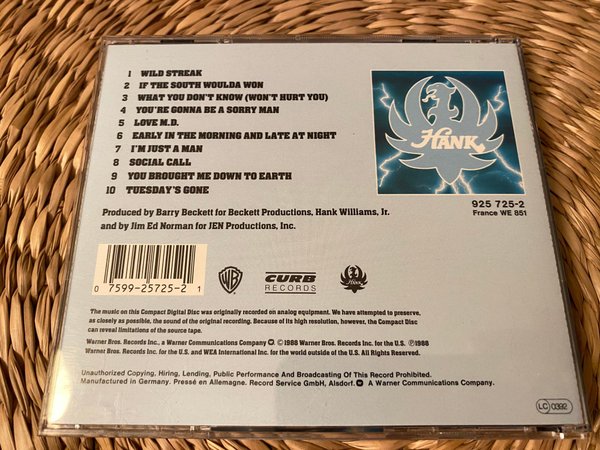 1 WILD STREAK
2 IF THE SOUTH WOULDA WON
3 WHAT YOU DON'T KNOW (WON'T HURT YOU)
4 YOU'RE GONNA BE A SORRY MAN
5 LOVE M.D.
6 EARLY IN THE MORNING AND LATE AT NIGHT
7 I'M JUST A MAN
8 SOCIAL CALL
9 YOU BROUGHT ME DOWN TO EARTH
10 TUESDAY'S GONE
HANK
925 725-2
France WE 851
Produced by Barry Beckett for Beckett Productions, Hank Williams, Jr.
and by Jim Ed Norman for JEN Productions, Inc.
0 7599-25725-2 1
WB
CURB
RECORDS
HANK
The music on this Compact Digital Disc was originally recorded on analog equipment. We have attempted to preserve,
as closely as possible, the sound of the original recording. Because of its high resolution, however, the Compact Disc
can reveal limitations of the source tape.
Warner Bros. Records Inc., a Warner Communications Company ©1988 Warner Bros. Records Inc. for the U.S. ℗1988
Warner Bros. Records Inc. for the U.S. and WEA International Inc. for the world outside of the U.S. All Rights Reserved.
Unauthorized Copying, Hiring, Lending, Public Performance And Broadcasting Of This Record Prohibited.
Manufactured in Germany. Pressé en Allemagne. Record Service GmbH, Alsdorf. A Warner Communications Company.
LC 0392